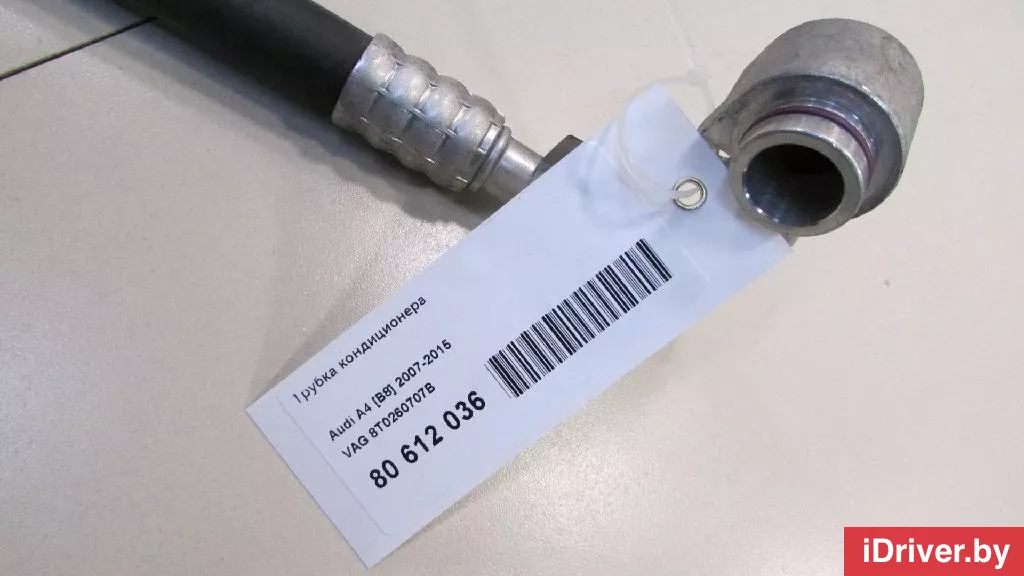 Трубка кондиционера
Audi A4 [B8] 2007-2015
VAG 8T0260707B
80 612 036
iDriver.by